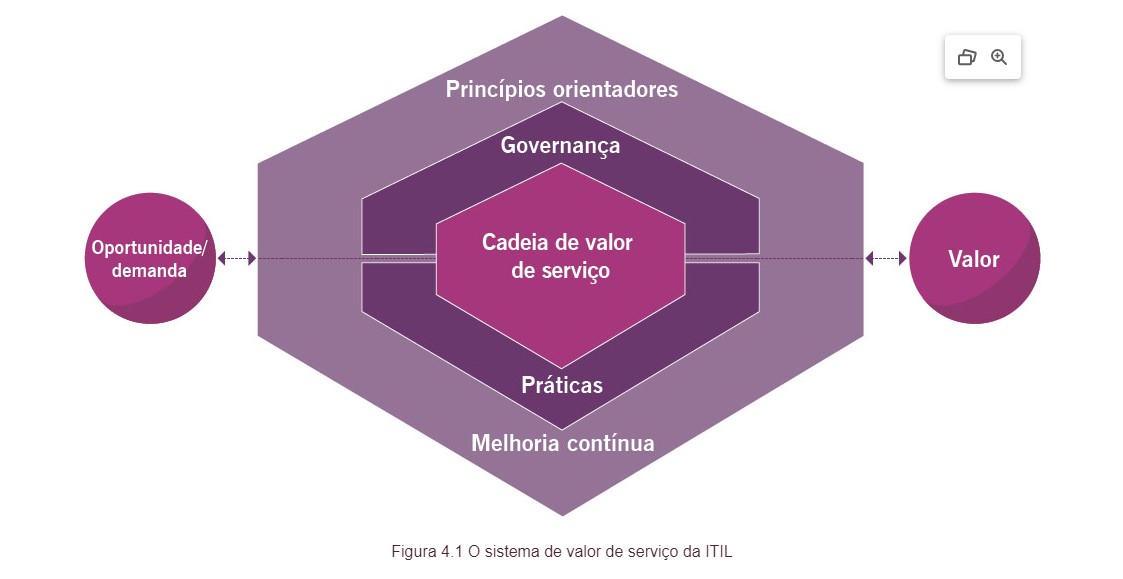 Princípios orientadores
Governança
Cadeia de valor
de serviço
Oportunidade/
demanda
Valor
Práticas
Melhoria contínua
Figura 4.1 O sistema de valor de serviço da ITIL